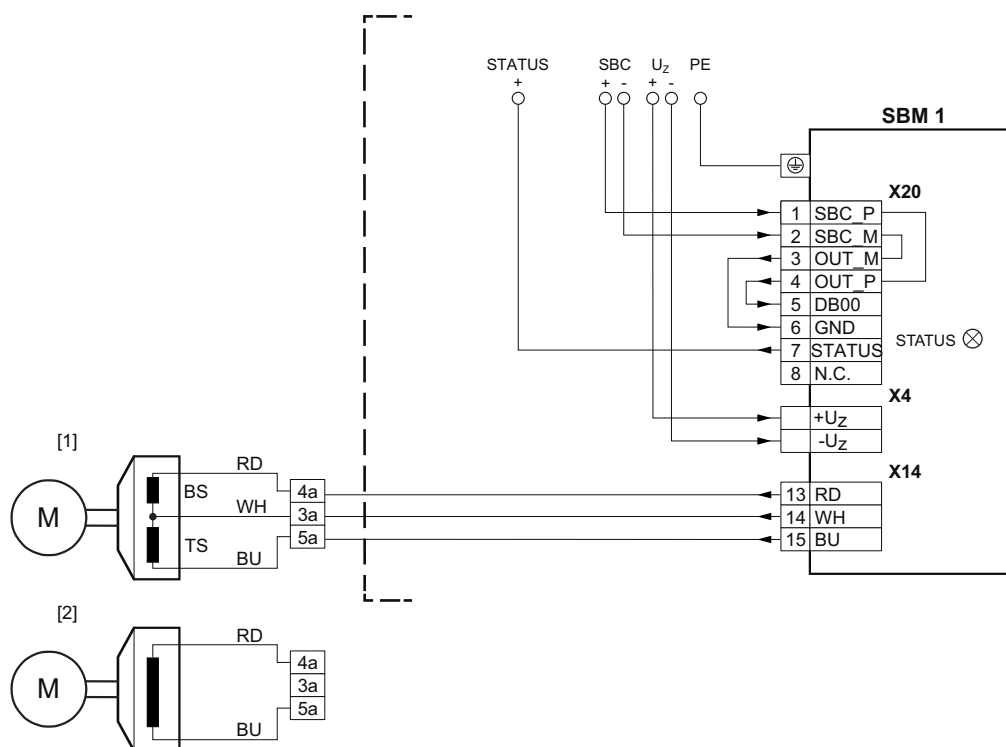 STATUS
+
SBC
+ -
UZ
+ -
PE
SBM 1
X20
1 SBC_P
2 SBC_M
3 OUT_M
4 OUT_P
5 DB00
6 GND
7 STATUS
8 N.C.
STATUS
X4
+UZ
-UZ
X14
13 RD
14 WH
15 BU
[1]
M
BS
TS
RD
WH
BU
4a
3a
5a
[2]
M
RD
BU
4a
3a
5a